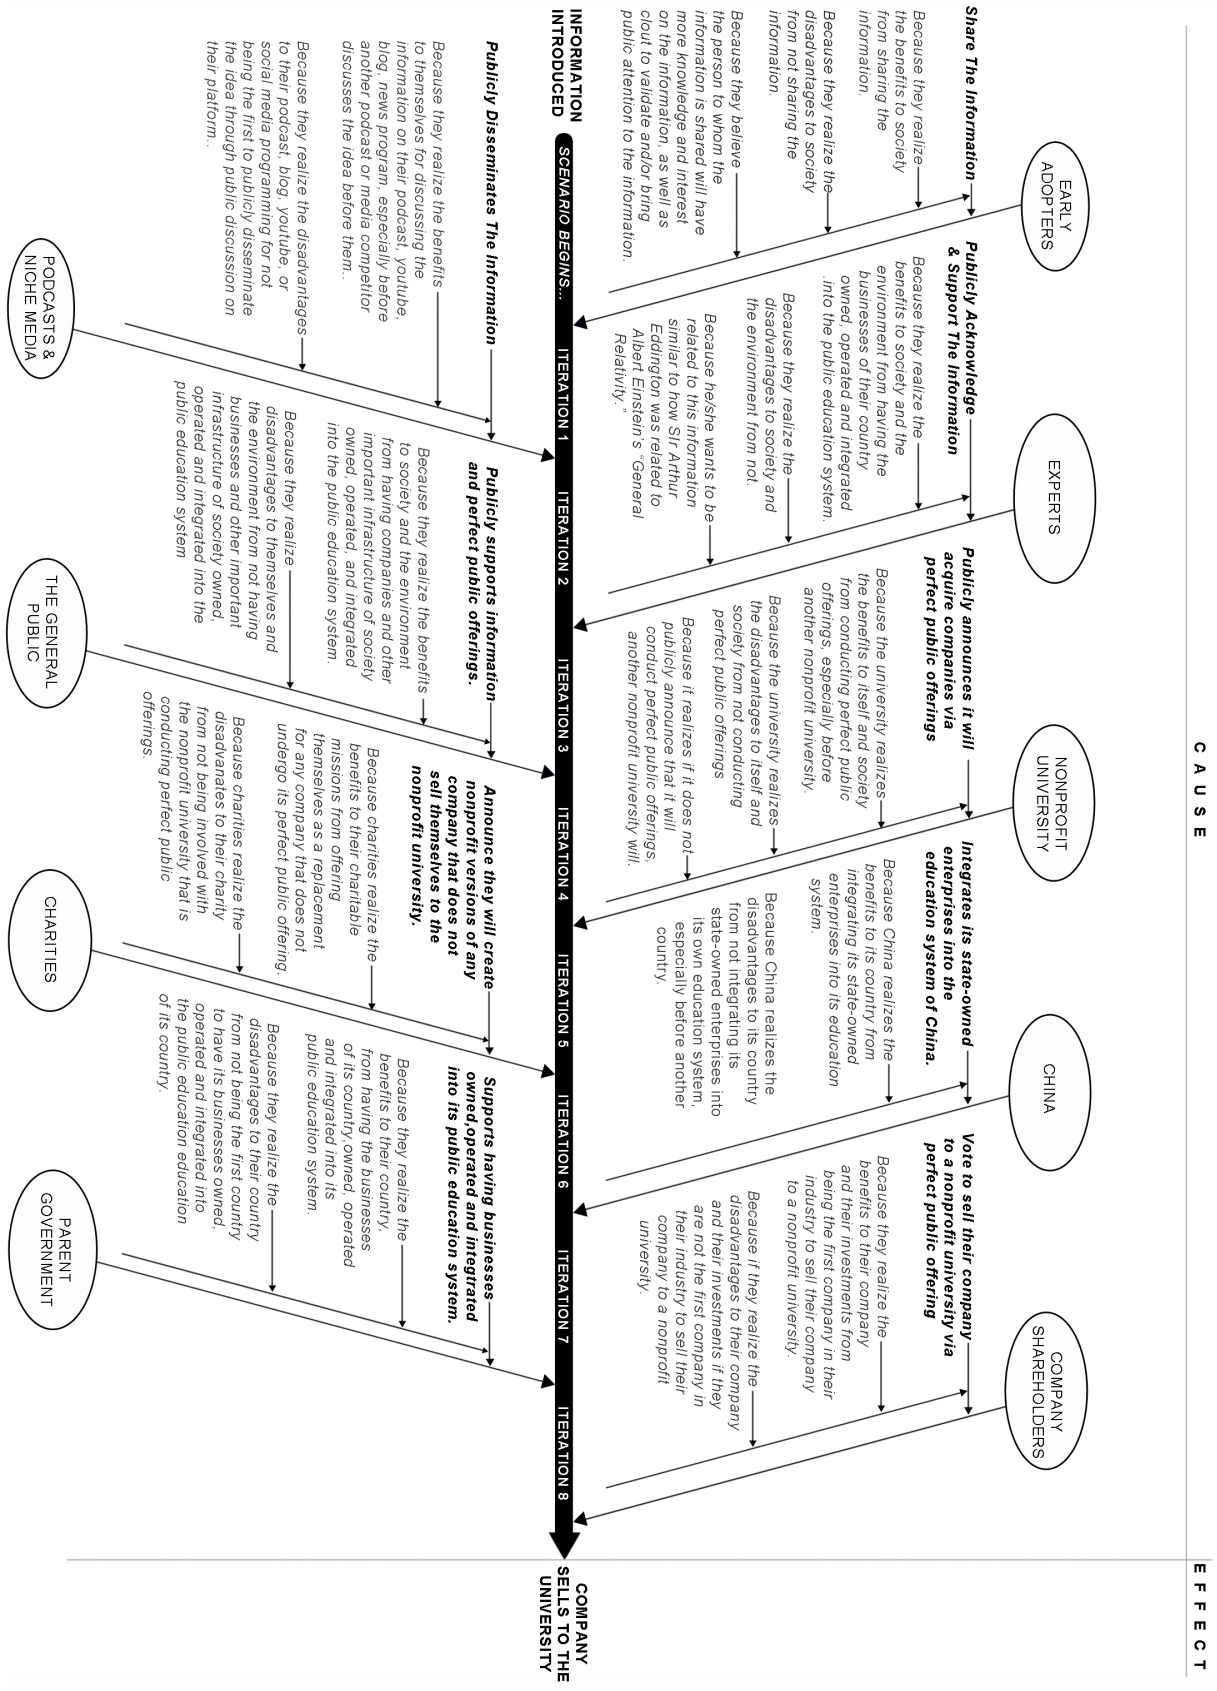 CAUSE
EFFECT
EARLY
ADOPTERS
EXPERTS
NONPROFIT
UNIVERSITY
CHINA
COMPANY
SHAREHOLDERS
Share The Information
Because they realize
the benefits to society
from sharing the
information.
Because they realize the
disadvantages to society
from not sharing the
information.
Because they believe
the person to whom the
information is shared will have
more knowledge and interest
on the information, as well as
clout to validate and/or bring
public attention to the information.
Publicly Acknowledge
& Support The Information
Because they realize the
benefits to society and the
environment from having the
businesses of their country
owned, operated and integrated
.into the public education system.
Because they realize the
disadvantages to society and
the environment from not.
Because he/she wants to be
related to this information
similar to how SIr Arthur
Eddington was related to
Albert Einstein's "General
Relativity."
Publicly announces it will
acquire companies via
perfect public offerings
Because the university realizes
the benefits to itself and society
from conducting perfect public
offerings, especially before
another nonprofit university.
Because the university realizes
the disadvantages to itself and
society from not conducting
perfect public offerings
Because it realizes if it does not
publicly announce that it will
conduct perfect public offerings,
another nonprofit university will.
Integrates its state-owned
enterprises into the
education system of China.
Because China realizes the
benefits to its country from
integrating its state-owned
enterprises into its education
system.
Because China realizes the
disadvantages to its country
from not integrating its
state-owned enterprises into
its own education system,
especially before another
country.
Vote to sell their company
to a nonprofit university via
perfect public offering
Because they realize the
benefits to their company
and their investments from
being the first company in their
industry to sell their company
to a nonprofit university.
Because if they realize the
disadvantages to their company
and their investments if they
are not the first company in
their industry to sell their
company to a nonprofit
university.
INFORMATION
INTRODUCED
SCENARIO BEGINS...
ITERATION 1
ITERATION 2
ITERATION 3
ITERATION 4
ITERATION 5
ITERATION 6
ITERATION 7
ITERATION 8
COMPANY
SELLS TO THE
UNIVERSITY
Publicly Disseminates The Information
Because they realize the benefits
to themselves for discussing the
information on their podcast, youtube,
blog, news program, especially before
another podcast or media competitor
discusses the idea before them..
Because they realize the disadvantages
to their podcast, blog, youtube, or
social media programming for not
being the first to publicly disseminate
the idea through public discussion on
their platform..
Publicly supports information
and perfect public offerings.
Because they realize the benefits
to society and the environment
from having companies and other
important infrastructure of society
owned, operated, and integrated
into the public education system.
Because they realize
disadvantages to themselves and
the environment from not having
businesses and other important
infrastructure of society owned,
operated and integrated into the
public education system
Announce they will create
nonprofit versions of any
company that does not
sell themselves to the
nonprofit university.
Because charities realize the
benefits to their charitable
missions from offering
themselves as a replacement
for any company that does not
undergo its perfect public offering.
Because charities realize the
disadvanates to their charity
from not being involved with
the nonprofit university that is
conducting perfect public
offerings.
Supports having businesses
owned,operated and integrated
into its public education system.
Because they realize the
benefits to their country,
from having the businesses
of its country,owned, operated
and integrated into its
public education system.
Because they realize the
disadvantages to their country
from not being the first country
to have its businesses owned,
operated and integrated into
the public education education
of its country.
PODCASTS &
NICHE MEDIA
THE GENERAL
PUBLIC
CHARITIES
PARENT
GOVERNMENT